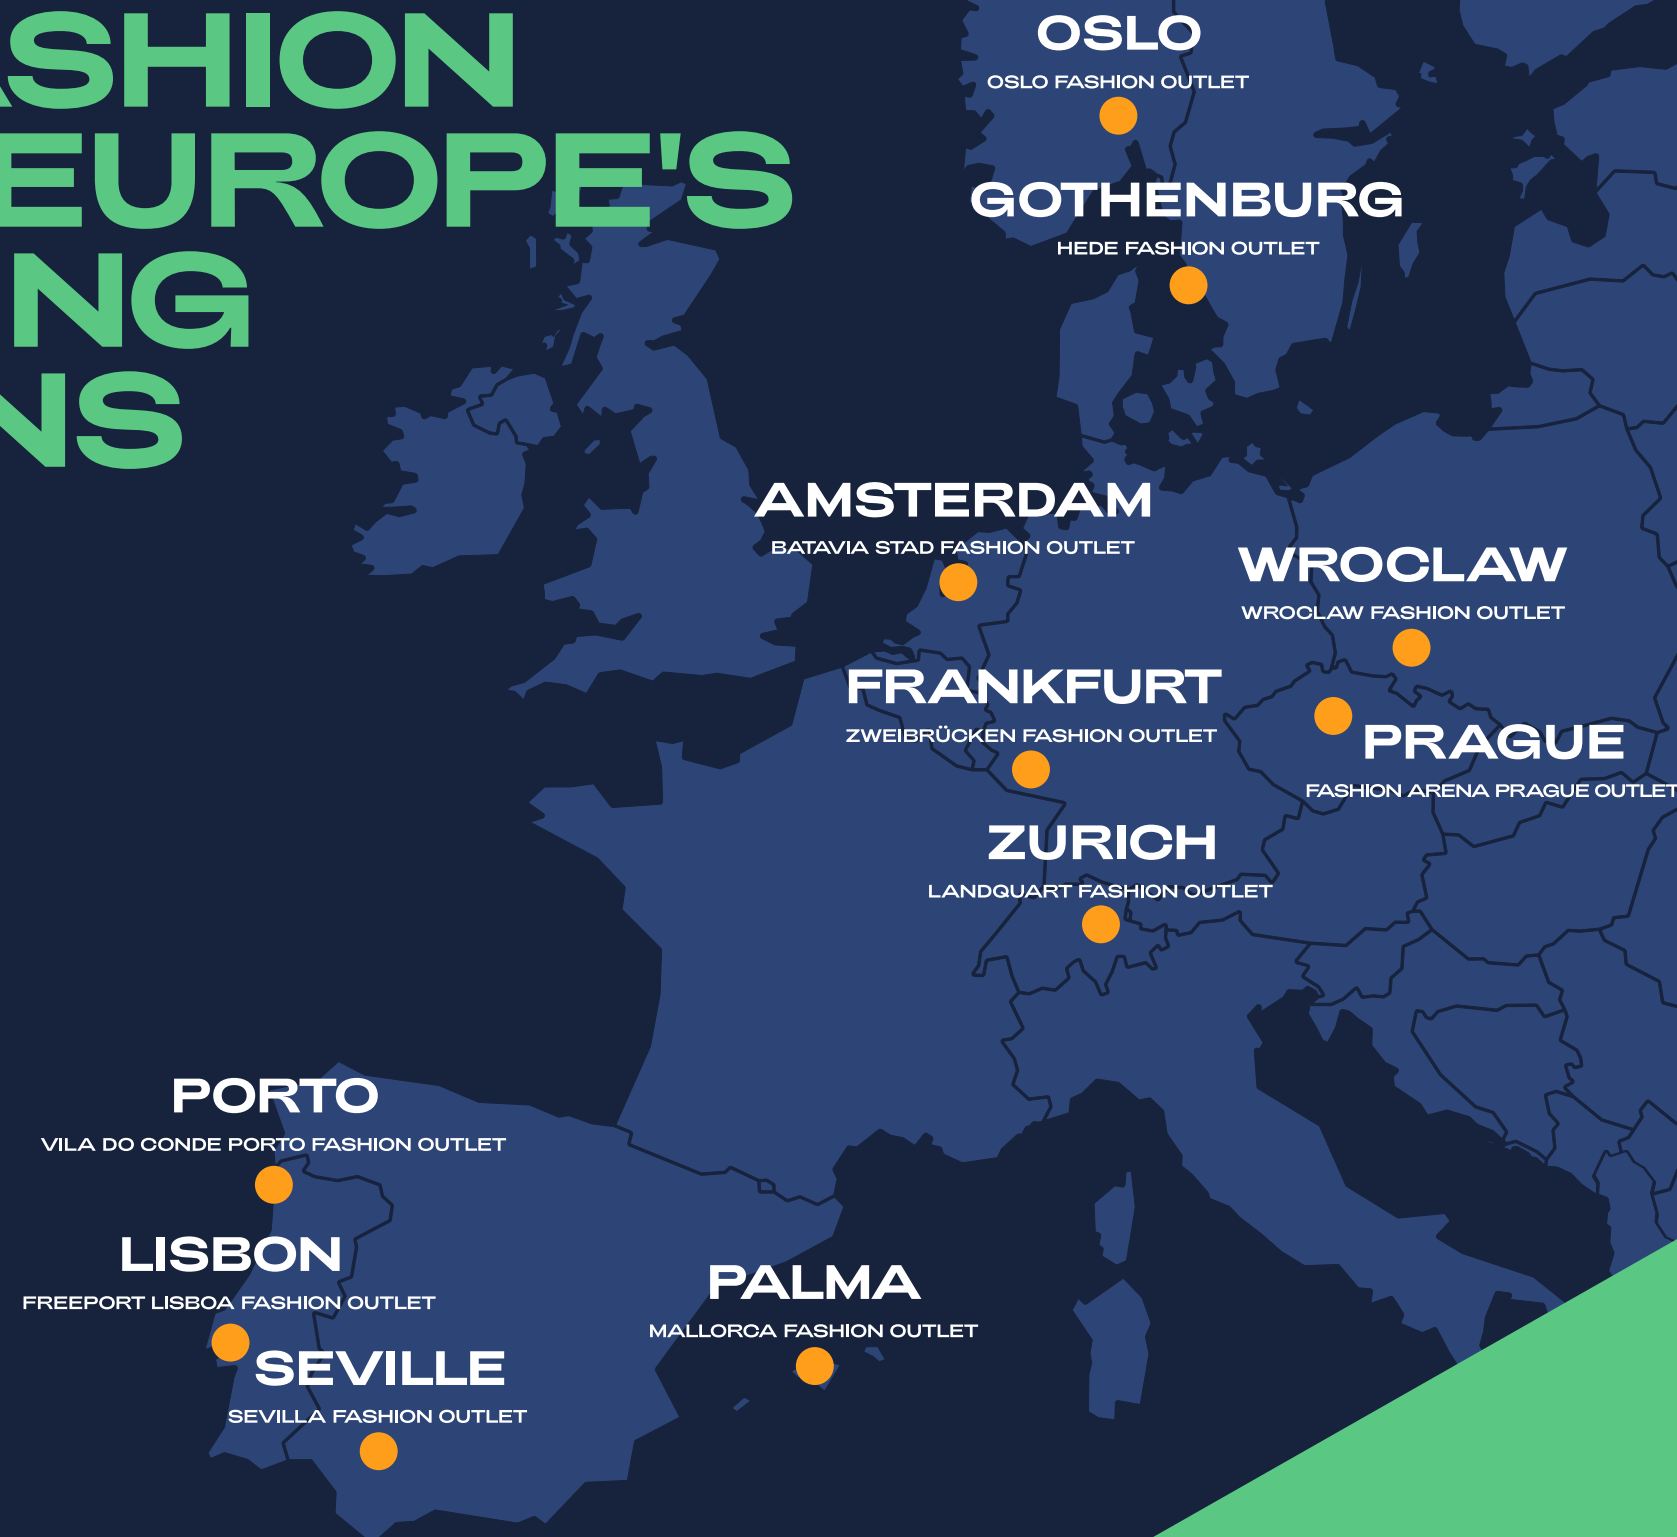 ASHION
EUROPE'S
NG
NS
OSLO
OSLO FASHION OUTLET
GOTHENBURG
HEDE FASHION OUTLET
AMSTERDAM
BATAVIA STAD FASHION OUTLET
WROCLAW
WROCLAW FASHION OUTLET
FRANKFURT
ZWEIBRÜCKEN FASHION OUTLET
PRAGUE
FASHION ARENA PRAGUE OUTLET
ZURICH
LANDQUART FASHION OUTLET
PORTO
VILA DO CONDE PORTO FASHION OUTLET
LISBON
FREEPORT LISBOA FASHION OUTLET
PALMA
MALLORCA FASHION OUTLET
SEVILLE
SEVILLA FASHION OUTLET